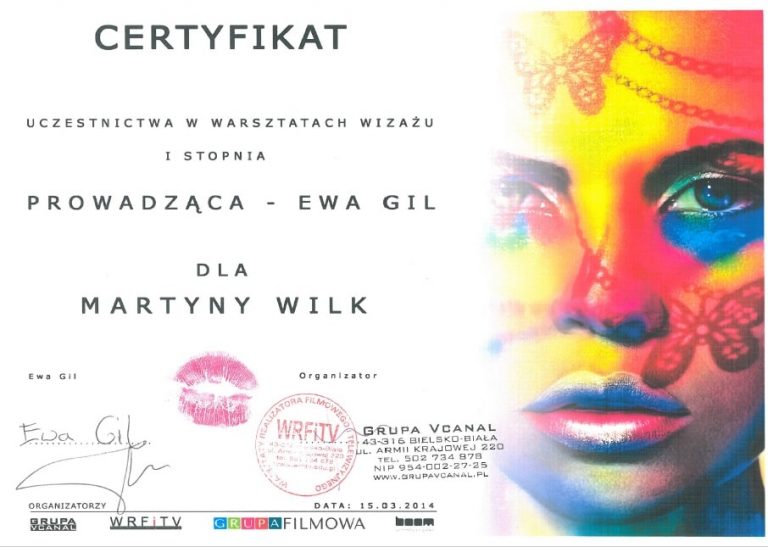 CERTYFIKAT
UCZESTNICTWA W WARSZTATACH WIZAŻU
I STOPNIA
PROWADZĄCA - EWA GIL
DLA
MARTYNY WILK
Ewa Gil
Organizator
Ewa Gil
WRFiTV
GRUPA VCANAL
43-316 BIELSKO-BIAŁA
UL. ARMII KRAJOWEJ 220
TEL. 502 734 878
NIP 954-002-27-25
WWW.GRUPAVCANAL.PL
ORGANIZATORZY
DATA: 15.03.2014
GRUPA
VCANAL
WRFiTV
GRUPAFILMOWA
boom